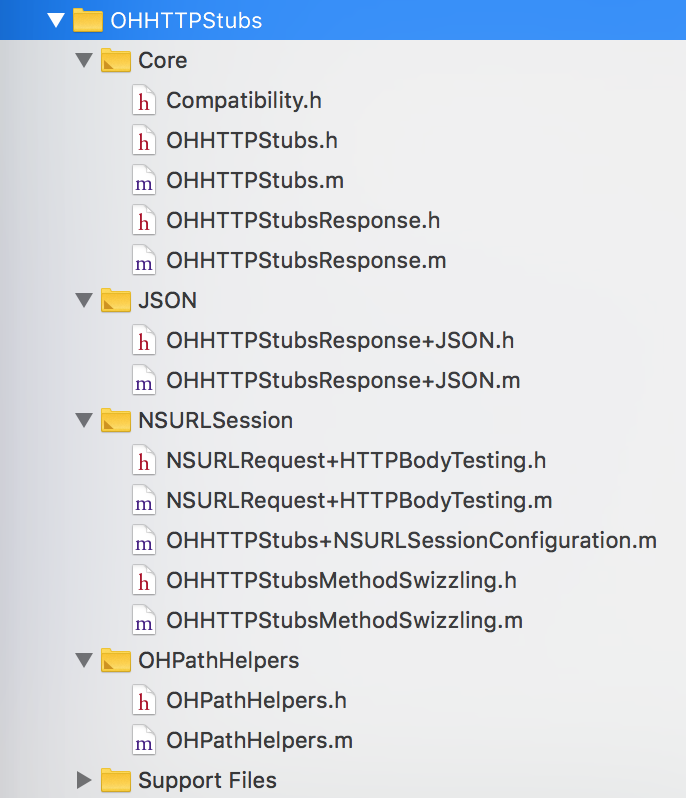 OHHTTPStubs
Core
h Compatibility.h
h OHHTTPStubs.h
m OHHTTPStubs.m
h OHHTTPStubsResponse.h
m OHHTTPStubsResponse.m
JSON
h OHHTTPStubsResponse+JSON.h
m OHHTTPStubsResponse+JSON.m
NSURLSession
h NSURLRequest+HTTPBodyTesting.h
m NSURLRequest+HTTPBodyTesting.m
m OHHTTPStubs+NSURLSessionConfiguration.m
h OHHTTPStubsMethodSwizzling.h
m OHHTTPStubsMethodSwizzling.m
OHPathHelpers
h OHPathHelpers.h
m OHPathHelpers.m
Support Files